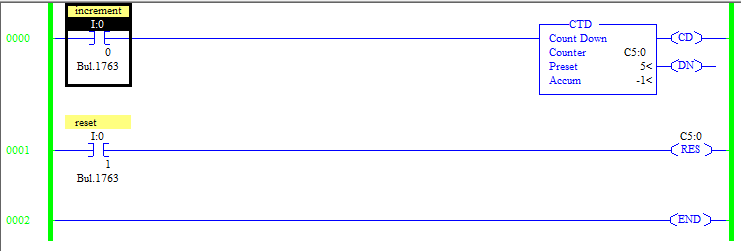 increment
I:0
0
Bul.1763
0000
CTD
Count Down
Counter C5:0
Preset 5<
Accum -1<
CD
DN
reset
I:0
1
Bul.1763
0001
C5:0
RES
0002
END